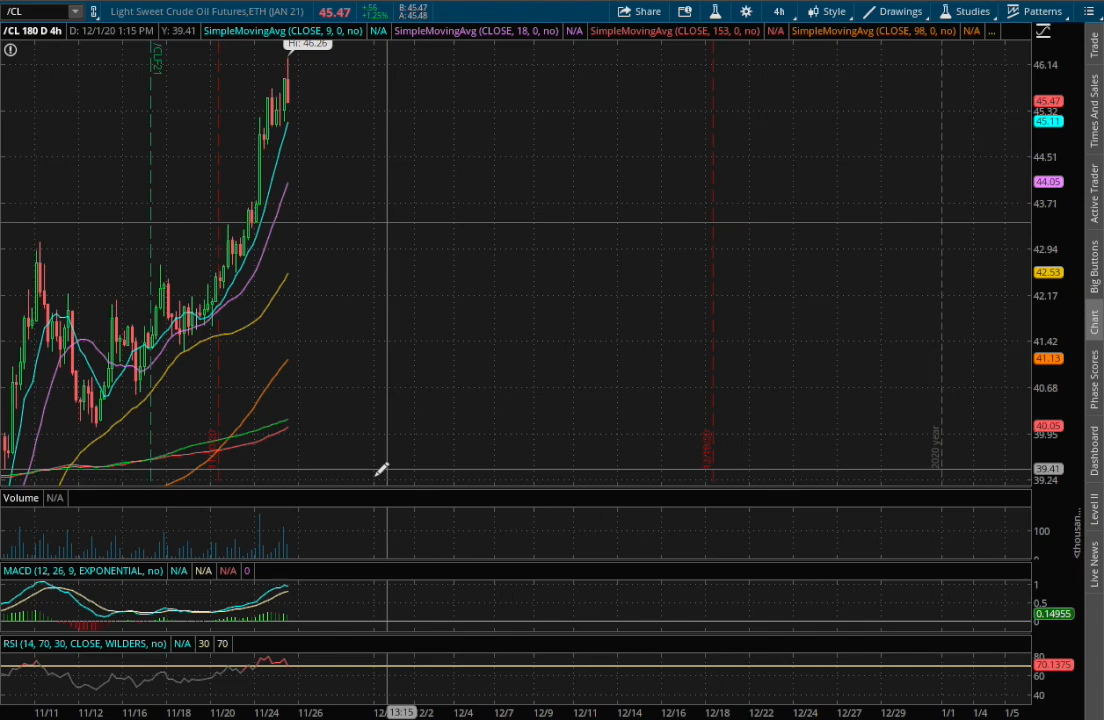 /CL Light Sweet Crude Oil Futures,ETH (JAN 21) 45.47 +.56 +1.25% B: 45.47 A: 45.48 Share 4h Style Drawings Studies Patterns
/CL 180 D 4h D: 12/1/20 1:15 PM Y: 39.41 SimpleMovingAvg (CLOSE, 9, 0, no) N/A SimpleMovingAvg (CLOSE, 18, 0, no) N/A SimpleMovingAvg (CLOSE, 153, 0, no) N/A SimpleMovingAvg (CLOSE, 98, 0, no) N/A ...
Hi: 46.26
/CLF21
2020 year
46.14
45.47
45.32
45.11
44.51
44.05
43.71
42.94
42.53
42.17
41.42
41.13
40.68
40.05
39.95
39.41
39.24
Volume N/A
100
0
<thousan...
MACD (12, 26, 9, EXPONENTIAL, no) N/A N/A N/A 0
1
0.5
0.14955
0
RSI (14, 70, 30, CLOSE, WILDERS, no) N/A 30 70
80
70.1375
60
40
11/11 11/12 11/16 11/18 11/20 11/24 11/26 12/ 13:15 2/2 12/4 12/7 12/9 12/11 12/14 12/16 12/18 12/22 12/24 12/27 12/29 1/1 1/4 1/5
Trade
Times And Sales
Active Trader
Big Buttons
Chart
Phase Scores
Dashboard
Level II
Live News